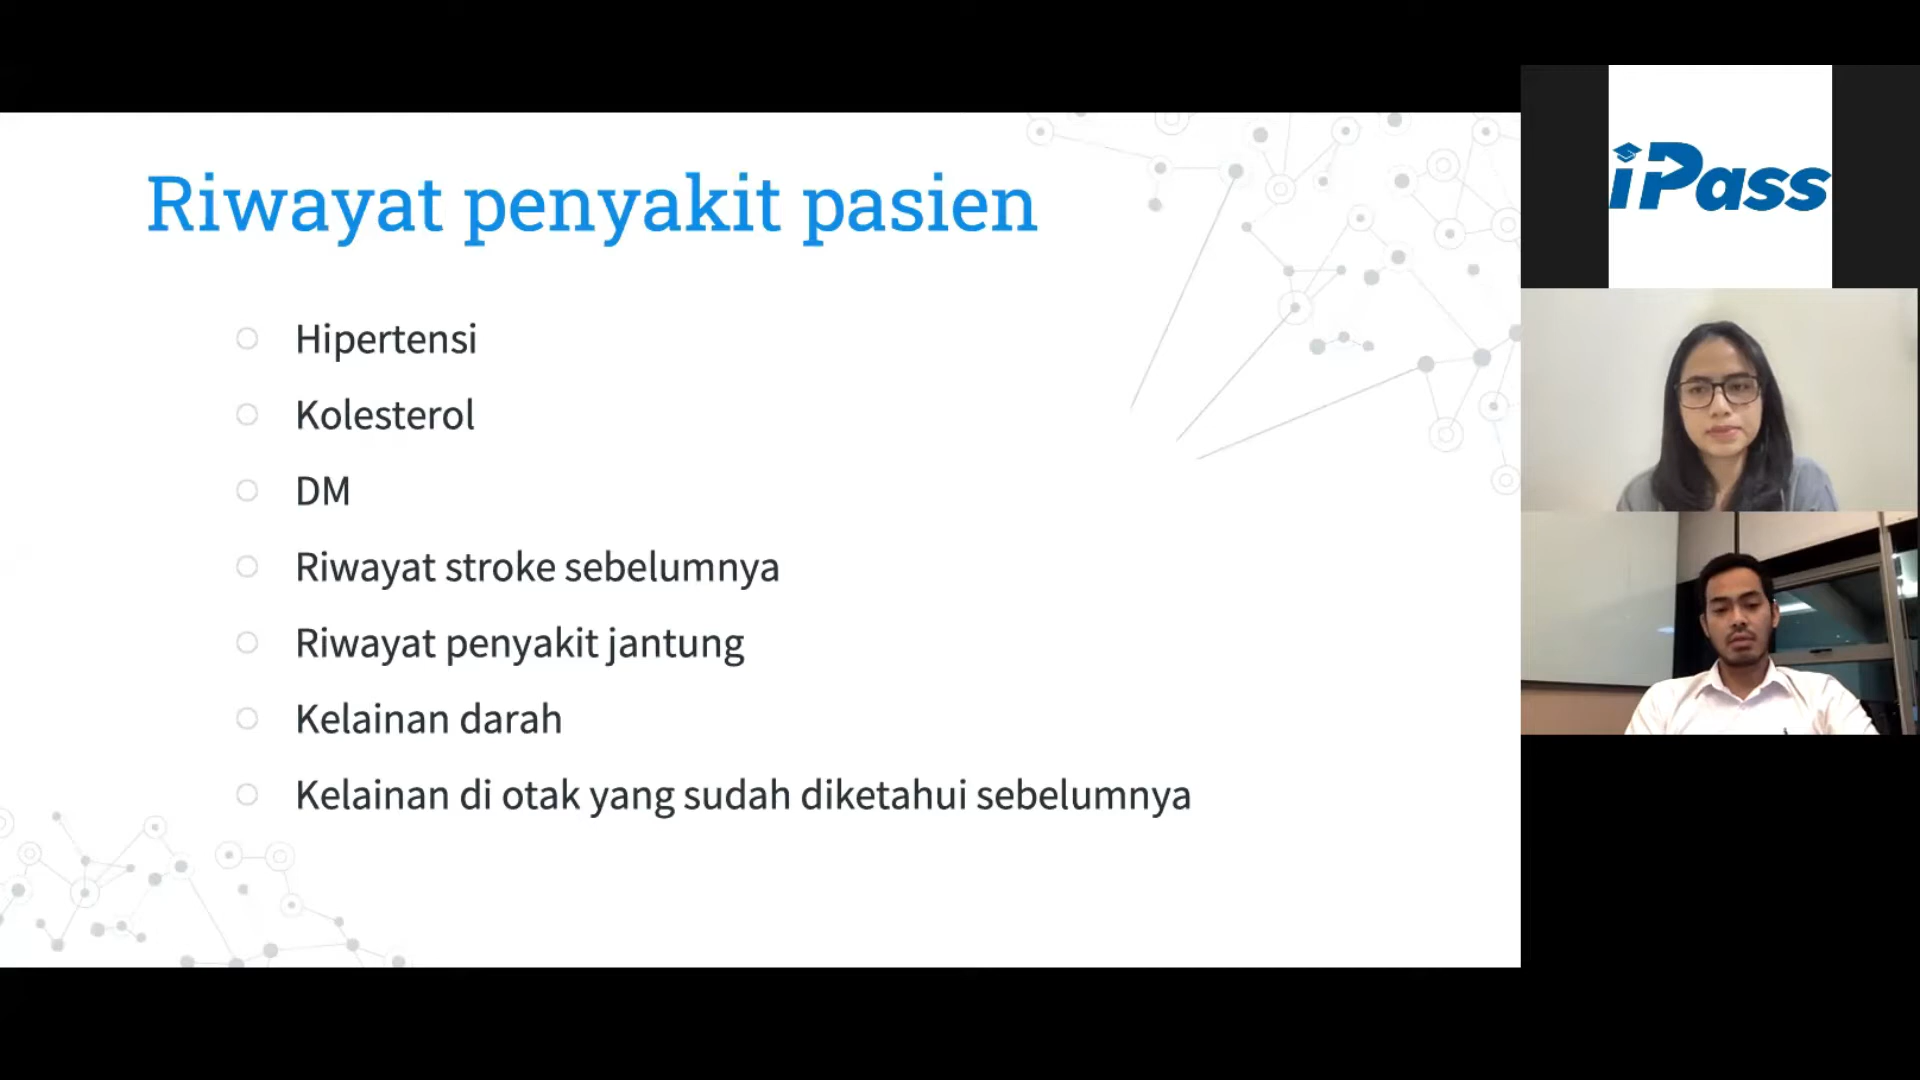 Riwayat penyakit pasien
Hipertensi
Kolesterol
DM
Riwayat stroke sebelumnya
Riwayat penyakit jantung
Kelainan darah
Kelainan di otak yang sudah diketahui sebelumnya
iPass